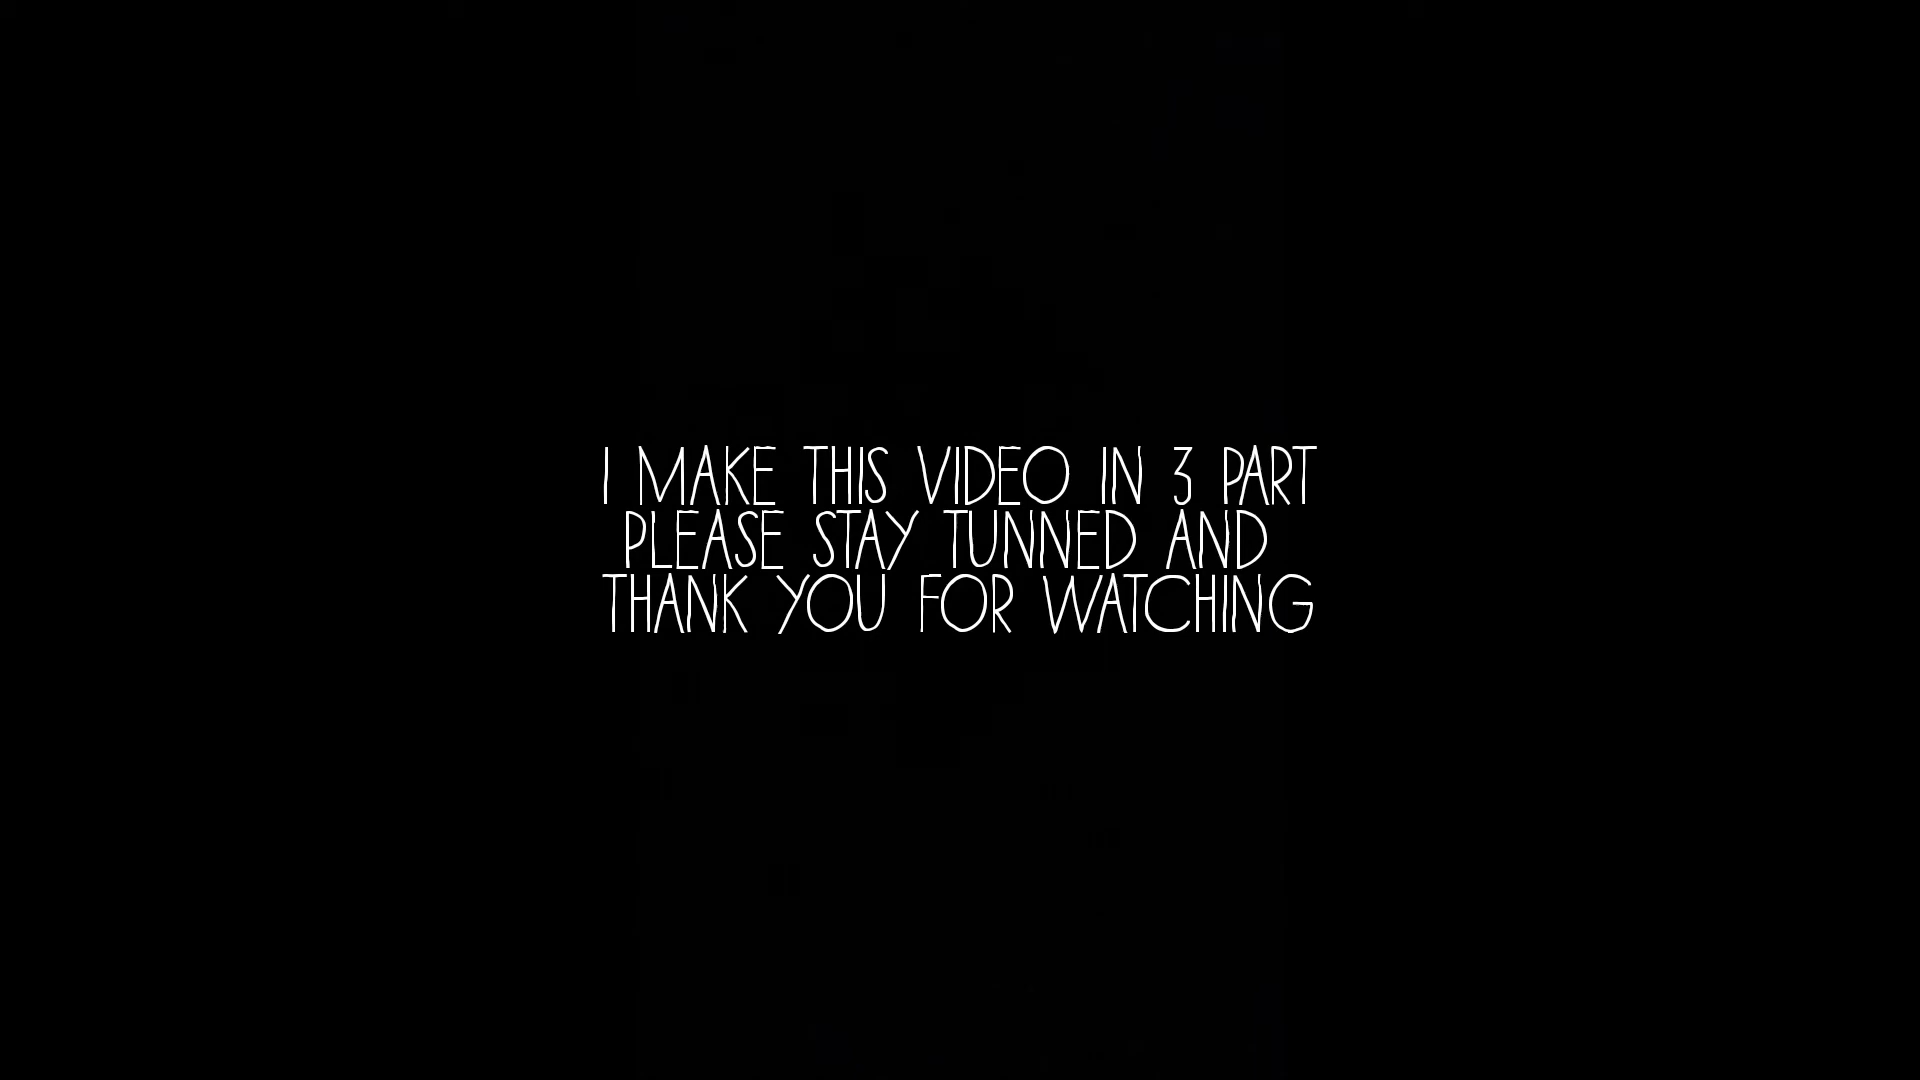 I MAKE THIS VIDEO IN 3 PART
PLEASE STAY TUNNED AND
THANK YOU FOR WATCHING